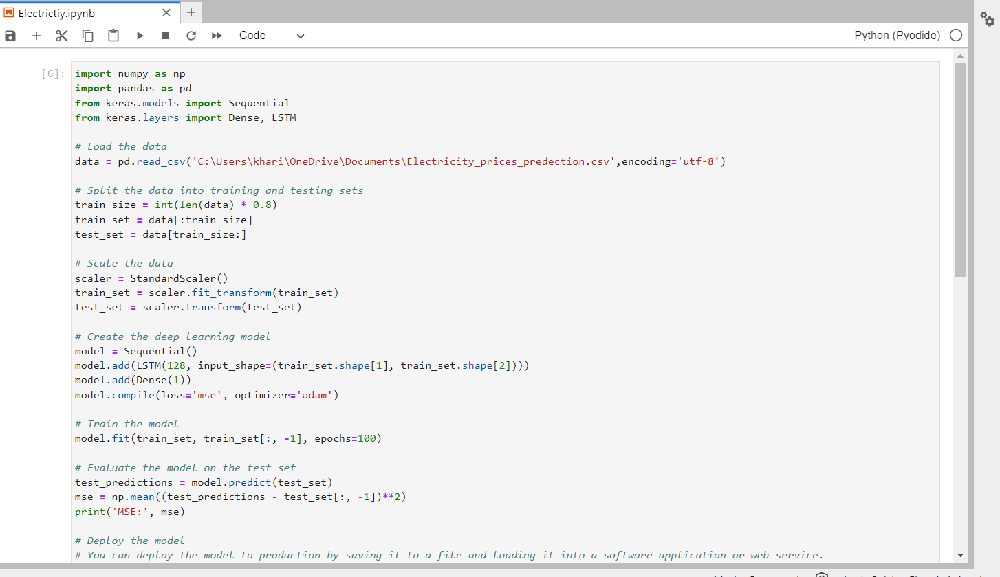 Electrictiy.ipynb
Code
Python (Pyodide)
[6]:
import numpy as np
import pandas as pd
from keras.models import Sequential
from keras.layers import Dense, LSTM
# Load the data
data = pd.read_csv('C:\Users\khari\OneDrive\Documents\Electricity_prices_predection.csv',encoding='utf-8')
# Split the data into training and testing sets
train_size = int(len(data) * 0.8)
train_set = data[:train_size]
test_set = data[train_size:]
# Scale the data
scaler = StandardScaler()
train_set = scaler.fit_transform(train_set)
test_set = scaler.transform(test_set)
# Create the deep learning model
model = Sequential()
model.add(LSTM(128, input_shape=(train_set.shape[1], train_set.shape[2])))
model.add(Dense(1))
model.compile(loss='mse', optimizer='adam')
# Train the model
model.fit(train_set, train_set[:, -1], epochs=100)
# Evaluate the model on the test set
test_predictions = model.predict(test_set)
mse = np.mean((test_predictions - test_set[:, -1])**2)
print('MSE:', mse)
# Deploy the model
# You can deploy the model to production by saving it to a file and loading it into a software application or web service.